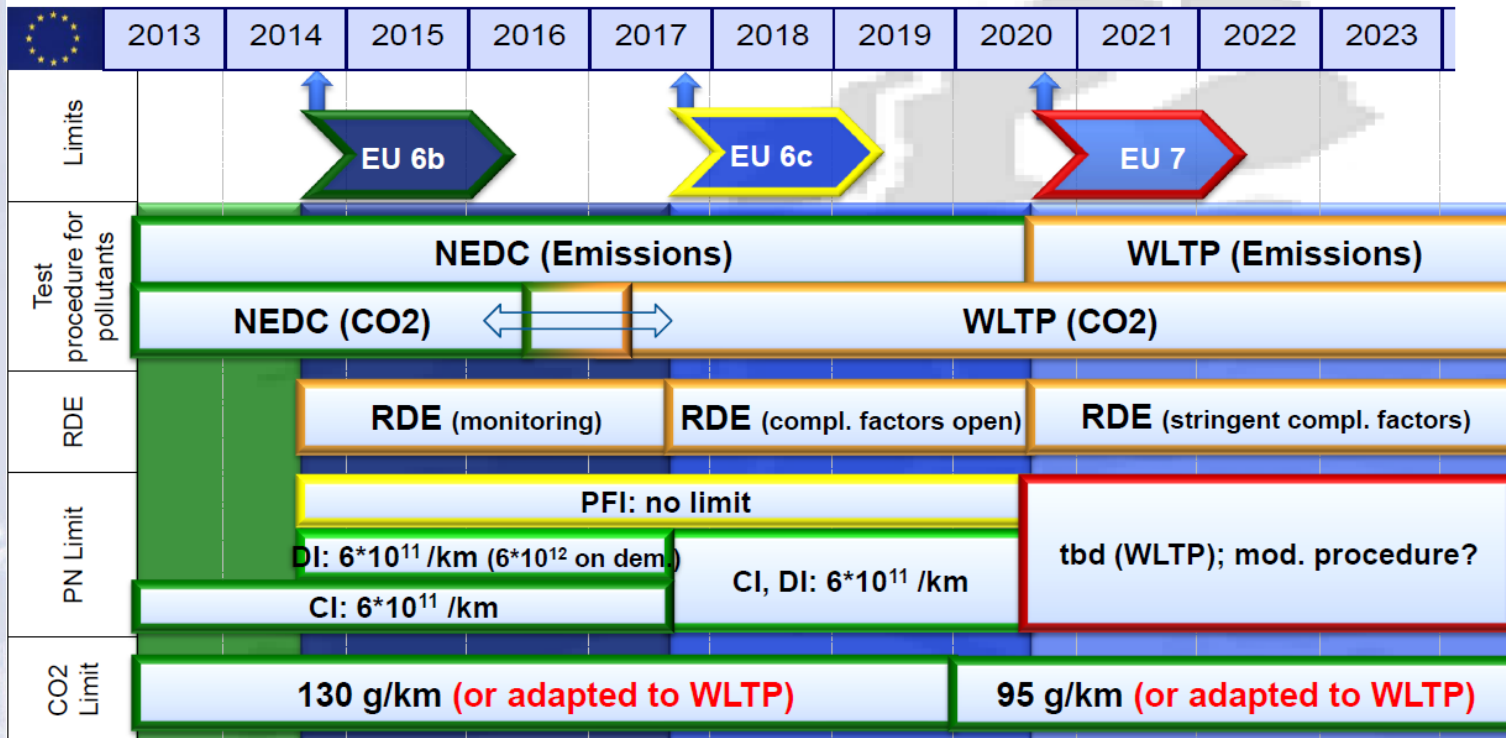 2013 2014 2015 2016 2017 2018 2019 2020 2021 2022 2023
Limits
EU 6b
EU 6c
EU 7
Test
procedure for
pollutants
NEDC (Emissions)
WLTP (Emissions)
NEDC (CO2)
WLTP (CO2)
RDE
RDE (monitoring)
RDE (compl. factors open)
RDE (stringent compl. factors)
PN Limit
PFI: no limit
DI: 6*10¹¹ /km (6*10¹² on dem.)
CI: 6*10¹¹ /km
CI, DI: 6*10¹¹ /km
tbd (WLTP); mod. procedure?
CO2
Limit
130 g/km (or adapted to WLTP)
95 g/km (or adapted to WLTP)